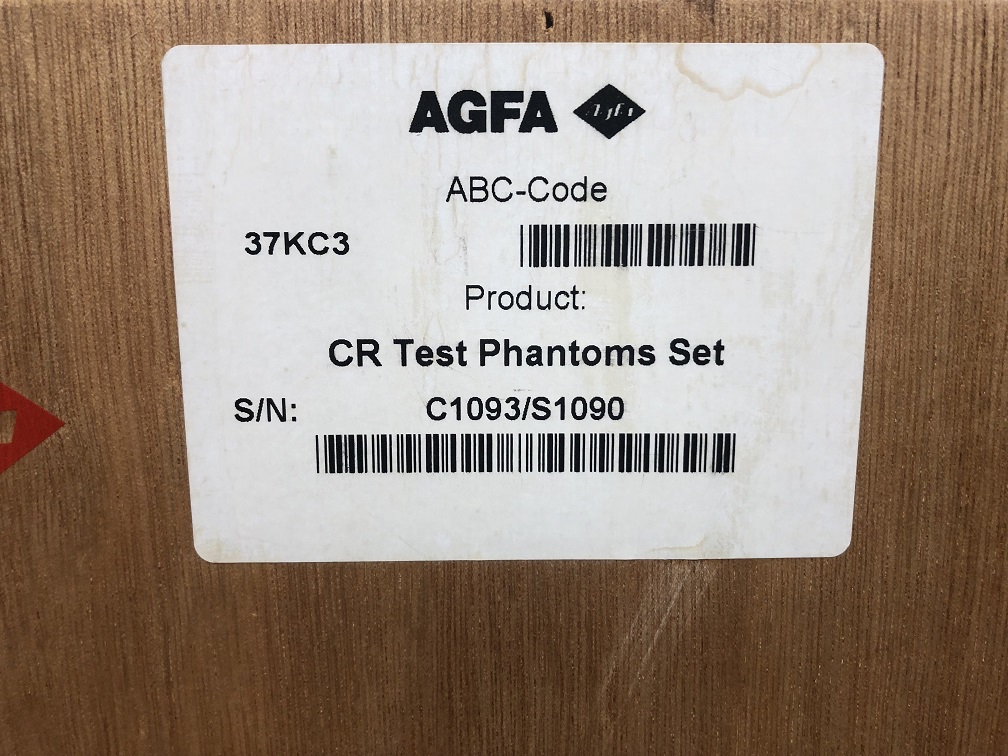 AGFA
ABC-Code
37KC3
Product:
CR Test Phantoms Set
S/N: C1093/S1090